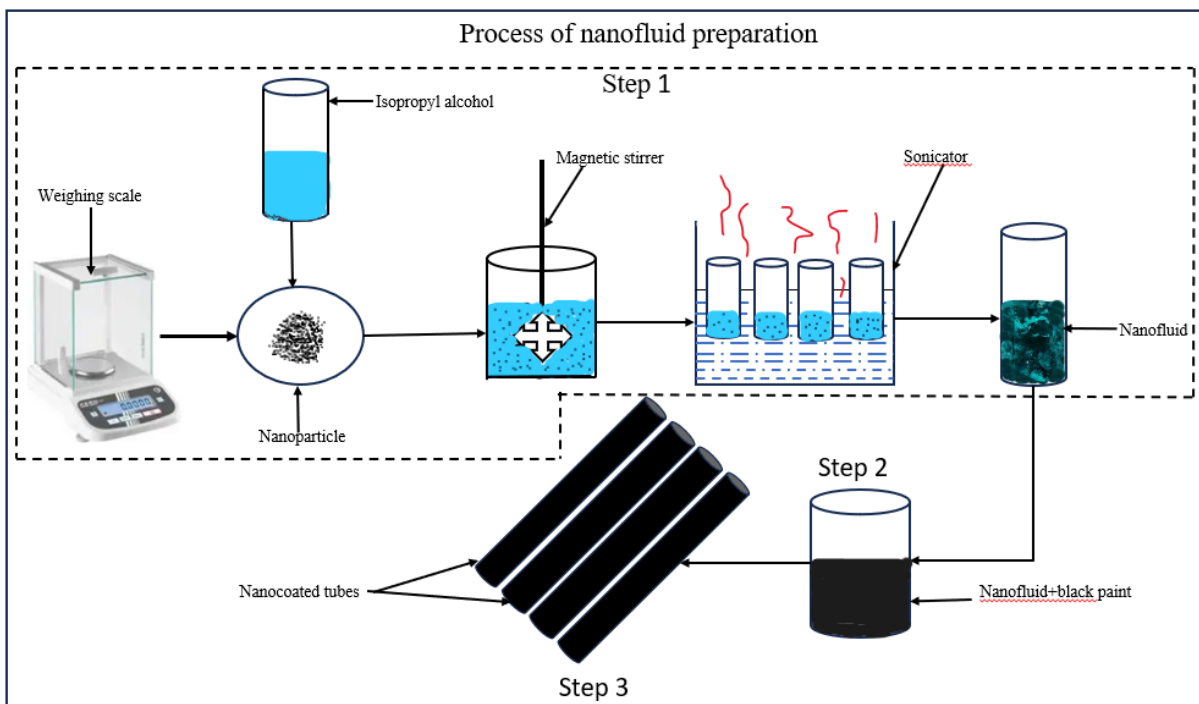 Process of nanofluid preparation
Step 1
Isopropyl alcohol
Magnetic stirrer
Sonicator
Weighing scale
Nanofluid
Nanoparticle
Step 2
Nanocoated tubes
Nanofluid+black paint
Step 3